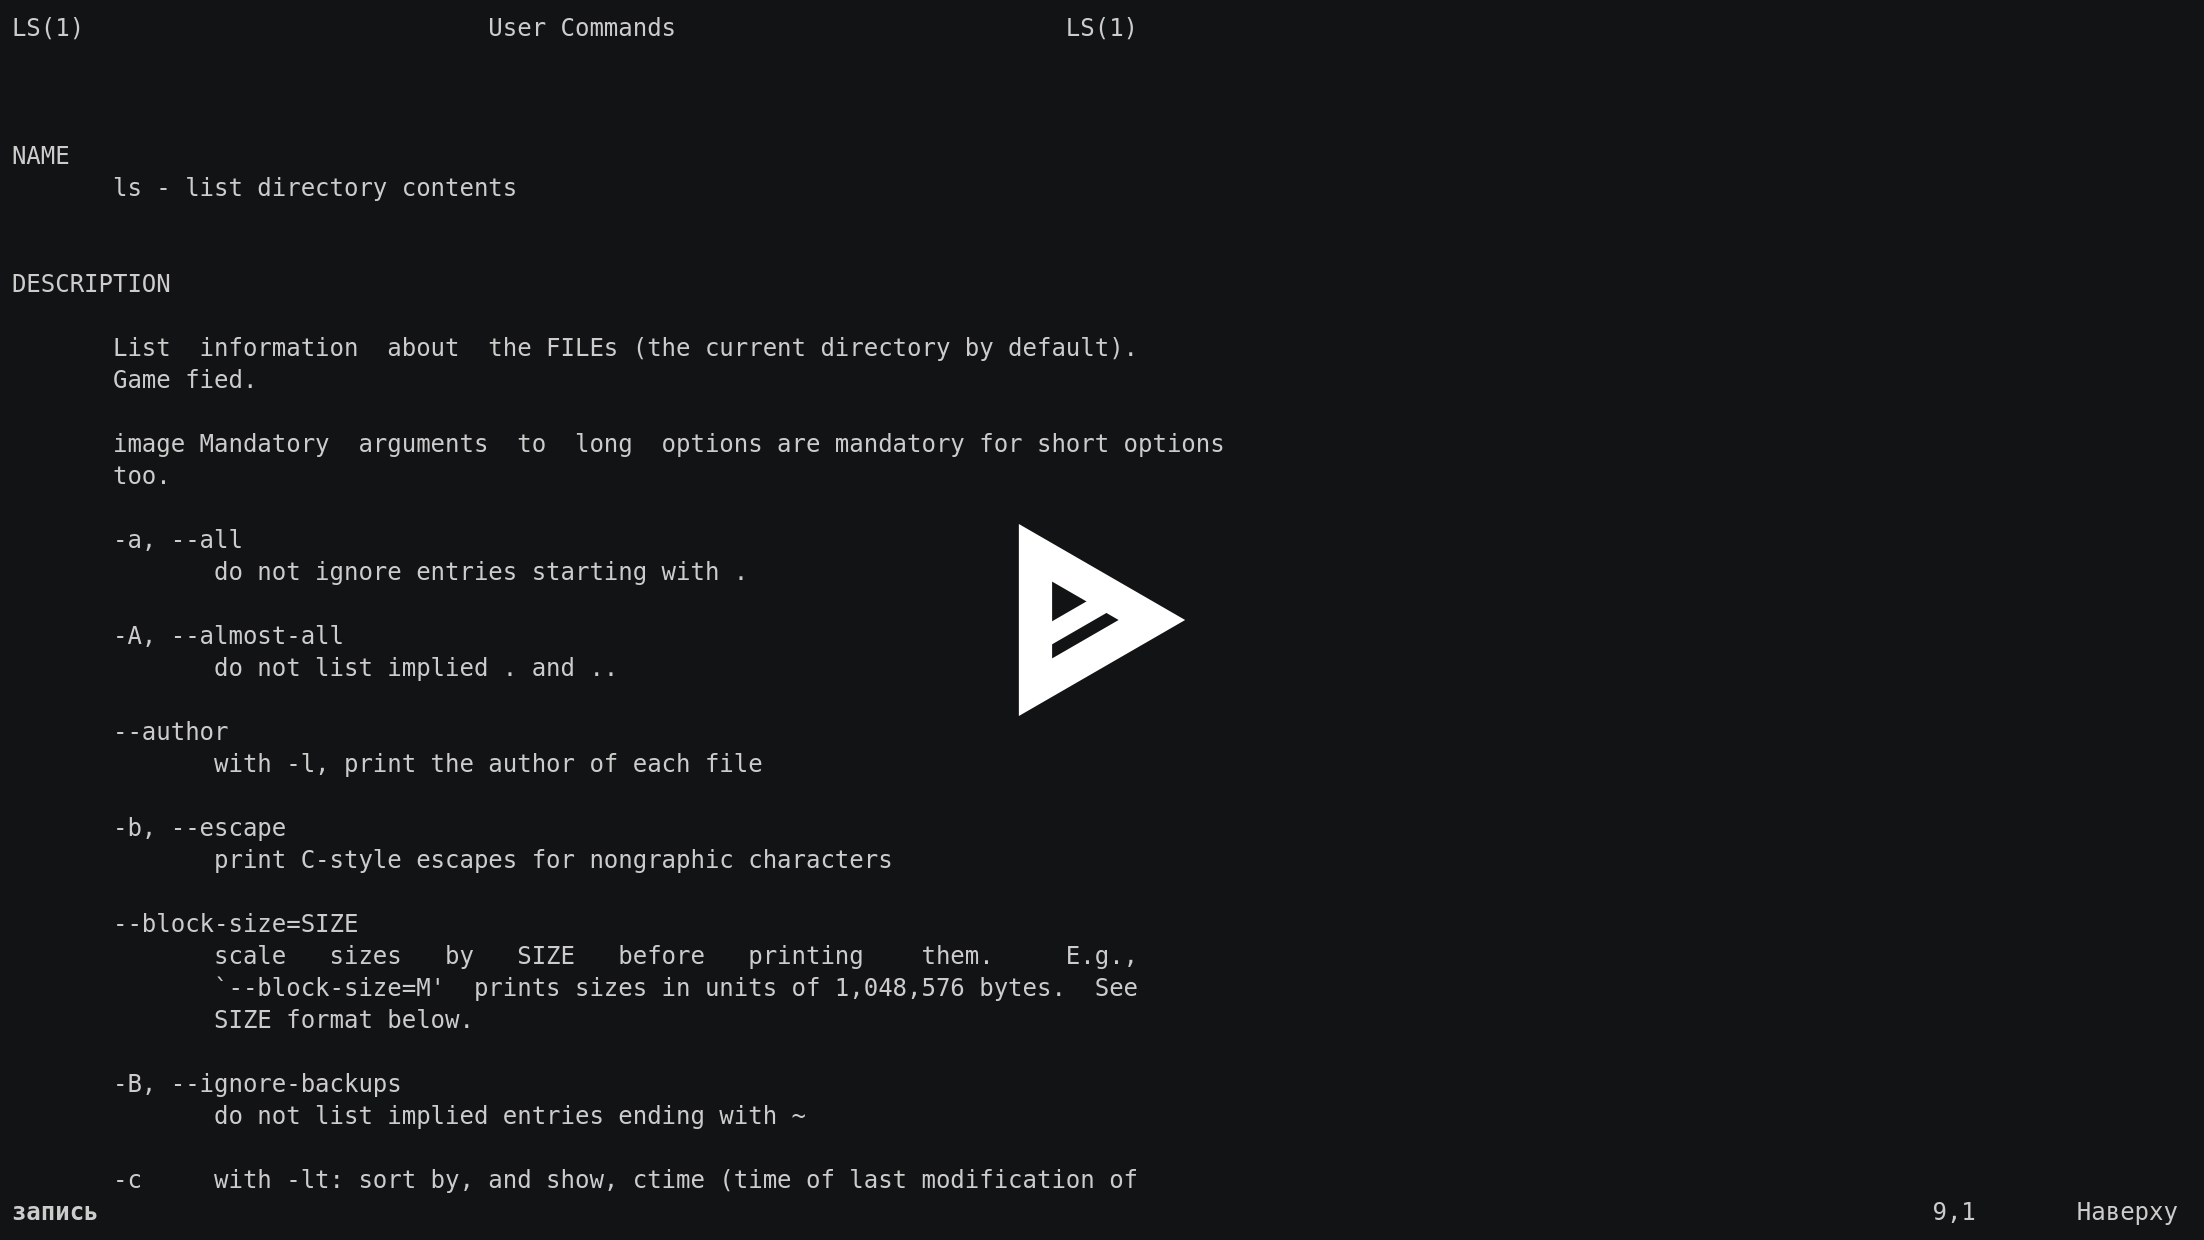 LS(1)                            User Commands                           LS(1)
NAME
       ls - list directory contents
DESCRIPTION
       List  information  about  the FILEs (the current directory by default).
       Game fied.
       image Mandatory  arguments  to  long  options are mandatory for short options
       too.
       -a, --all
              do not ignore entries starting with .
       -A, --almost-all
              do not list implied . and ..
       --author
              with -l, print the author of each file
       -b, --escape
              print C-style escapes for nongraphic characters
       --block-size=SIZE
              scale   sizes   by   SIZE   before   printing    them.     E.g.,
              `--block-size=M'  prints sizes in units of 1,048,576 bytes.  See
              SIZE format below.
       -B, --ignore-backups
              do not list implied entries ending with ~
       -c     with -lt: sort by, and show, ctime (time of last modification of
запись 9,1 Наверху